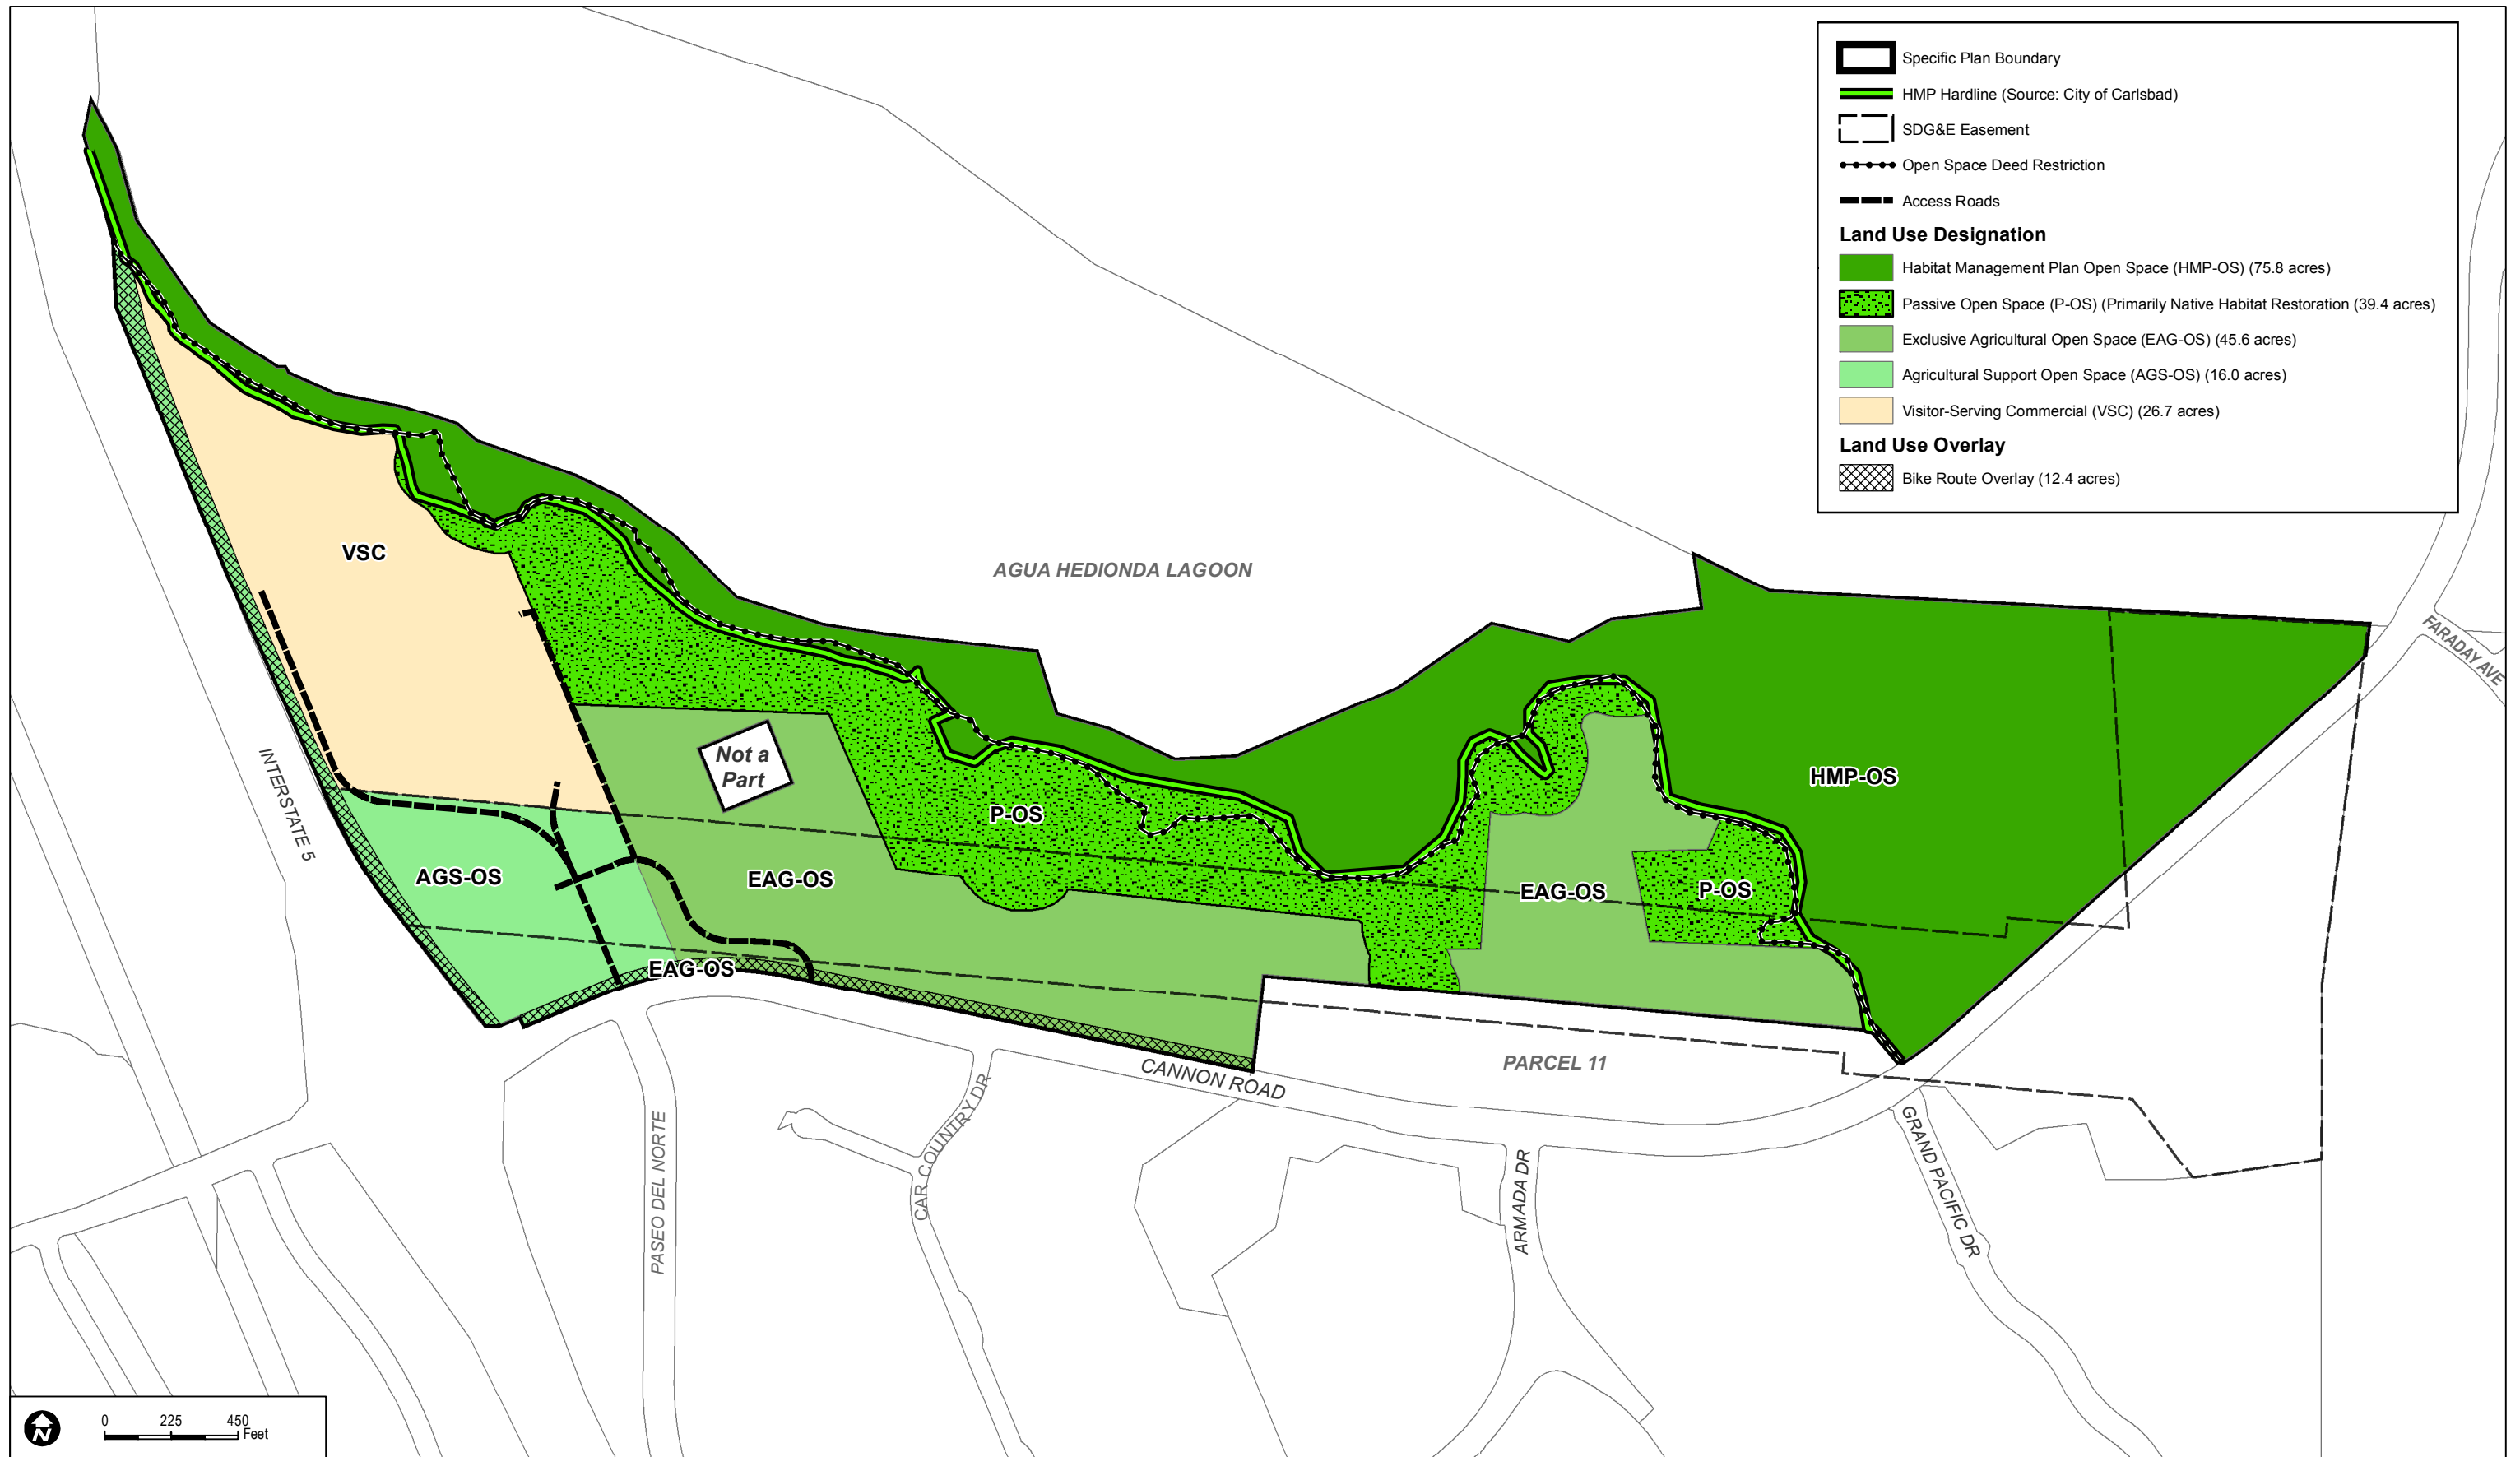 Specific Plan Boundary
HMP Hardline (Source: City of Carlsbad)
SDG&E Easement
Open Space Deed Restriction
Access Roads
Land Use Designation
Habitat Management Plan Open Space (HMP-OS) (75.8 acres)
Passive Open Space (P-OS) (Primarily Native Habitat Restoration (39.4 acres)
Exclusive Agricultural Open Space (EAG-OS) (45.6 acres)
Agricultural Support Open Space (AGS-OS) (16.0 acres)
Visitor-Serving Commercial (VSC) (26.7 acres)
Land Use Overlay
Bike Route Overlay (12.4 acres)
VSC
AGUA HEDIONDA LAGOON
FARADAY AVE
Not a
Part
HMP-OS
INTERSTATE 5
P-OS
AGS-OS
EAG-OS
EAG-OS
P-OS
EAG-OS
CANNON ROAD
PARCEL 11
PASEO DEL NORTE
CAR COUNTRY DR
ARMADA DR
GRAND PACIFIC DR
N
0 225 450
Feet